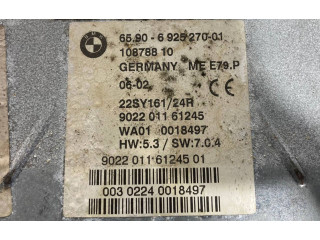 65.90 - 6 925 270-01
108788 10
GERMANY ME E79.P
06-02 CE
22SY161/24R
9022 011 61245
WA01 0018497
HW:5.3 / SW:7.0.4
9022 011 61245 01
003 0224 0018497